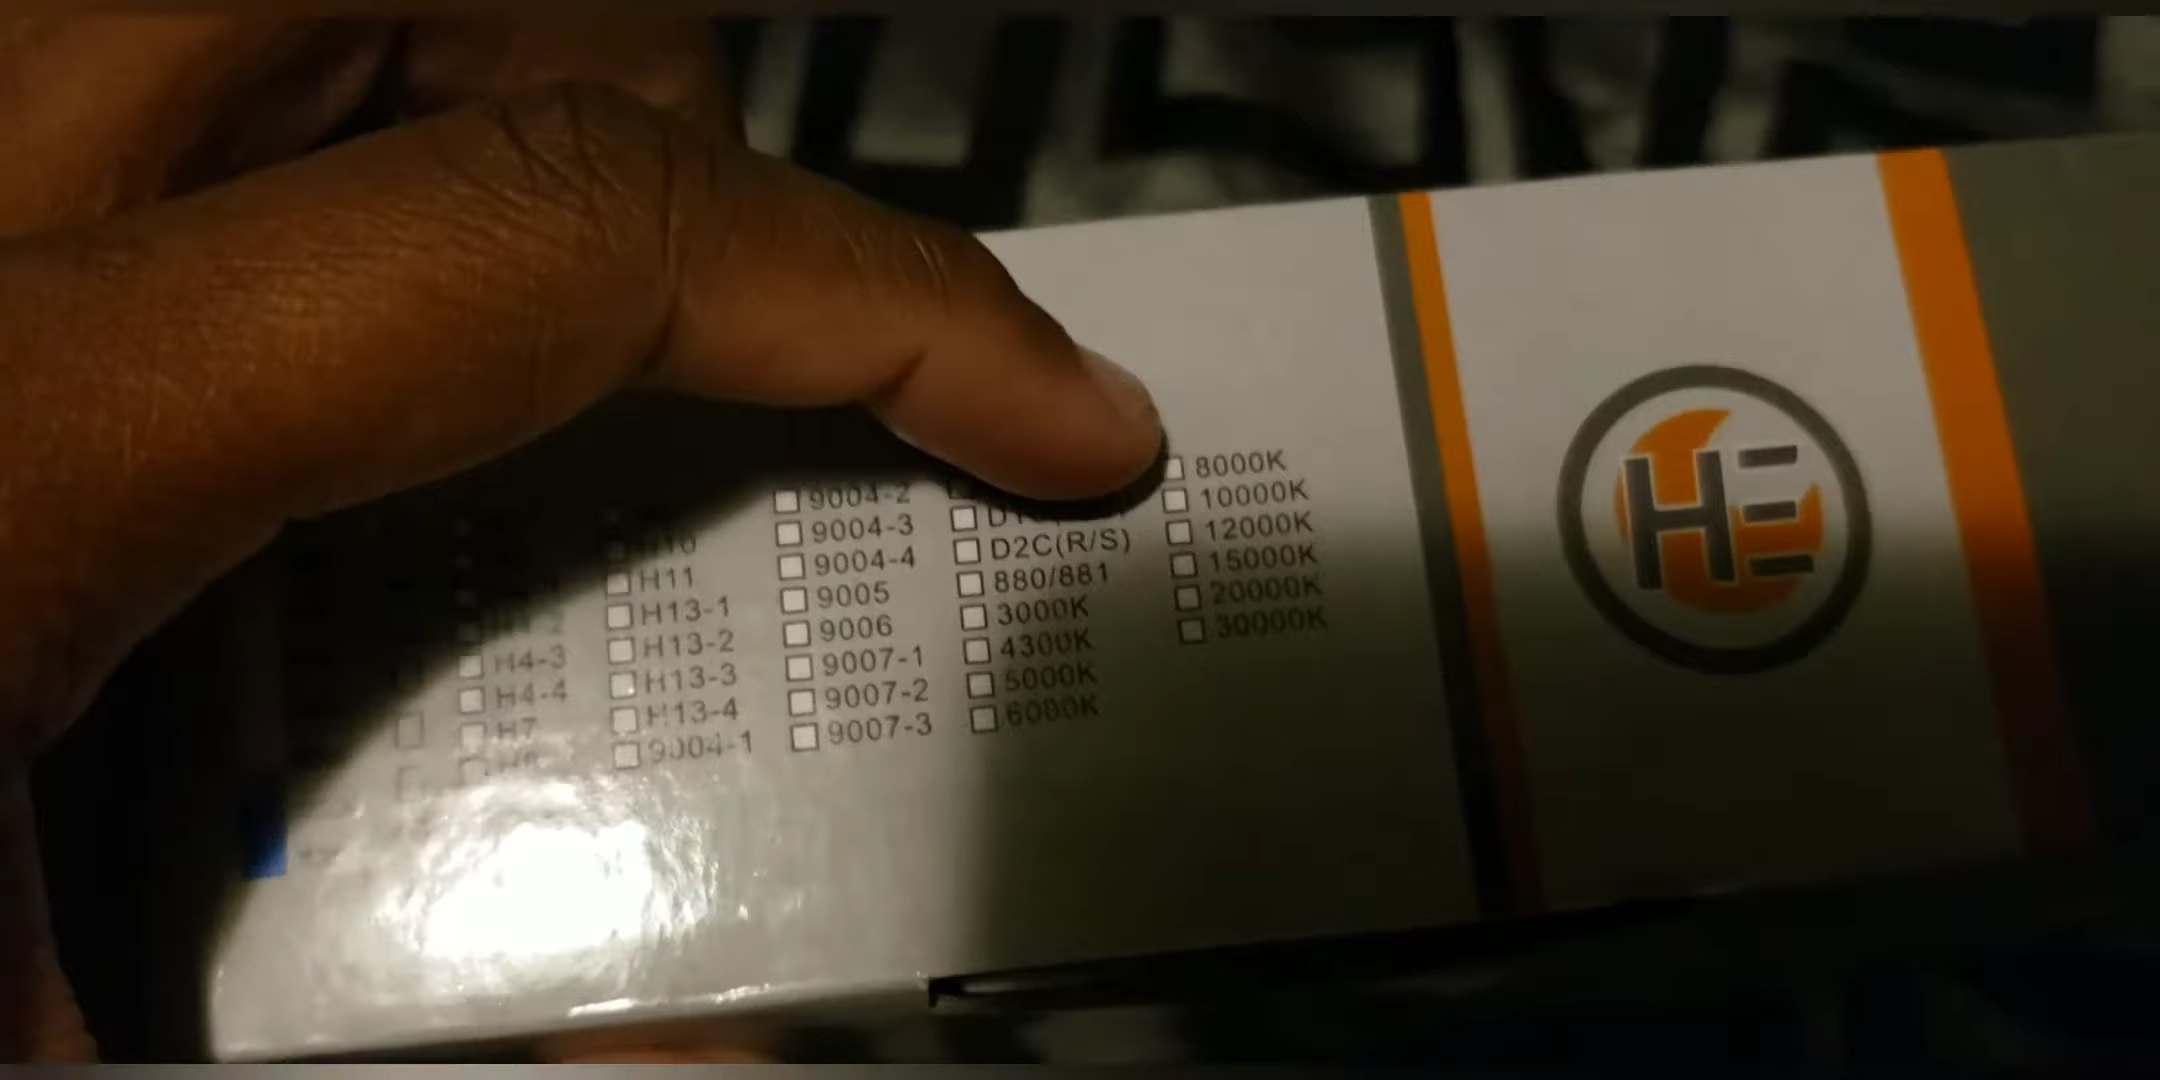 H4-3
H4-4
H7
H11
H13-1
H13-2
H13-3
H13-4
9004-1
9004-2
9004-3
9004-4
9005
9006
9007-1
9007-2
9007-3
D2C(R/S)
880/881
3000K
4300K
5000K
6000K
8000K
10000K
12000K
15000K
20000K
30000K
HE